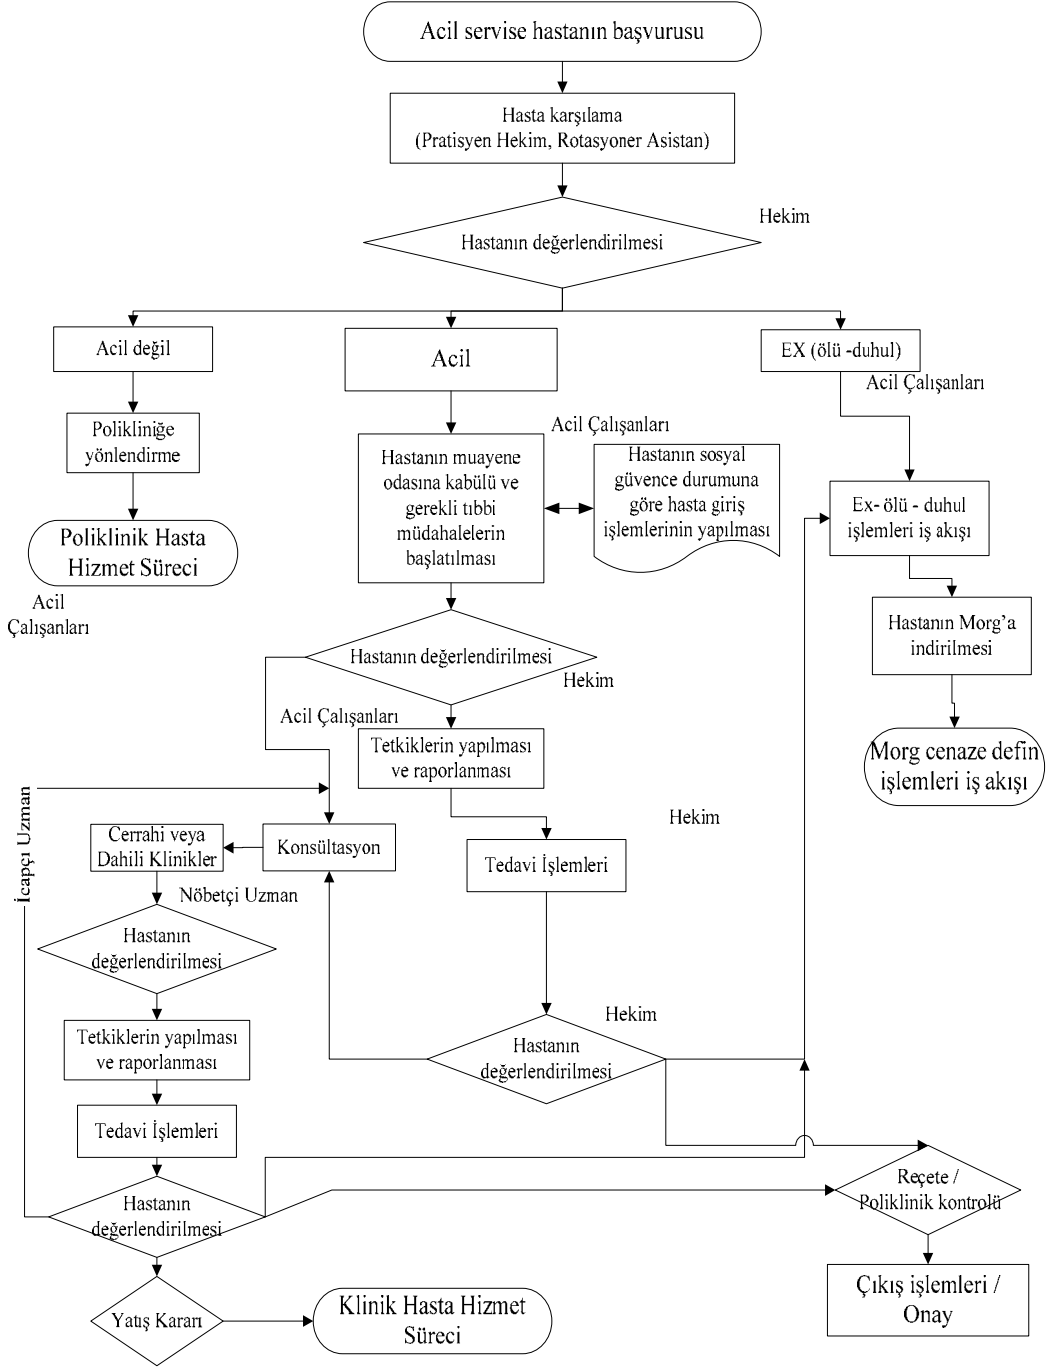 Acil servise hastanın başvurusu
Hasta karşılama
(Pratisyen Hekim, Rotasyoner Asistan)
Hekim
Hastanın değerlendirilmesi
Acil değil
Acil
EX (ölü -duhul)
Acil Çalışanları
Polikliniğe
yönlendirme
Acil Çalışanları
Hastanın muayene
odasına kabülü ve
gerekli tıbbi
müdahalelerin
başlatılması
Hastanın sosyal
güvence durumuna
göre hasta giriş
işlemlerinin yapılması
Ex- ölü - duhul
işlemleri iş akışı
Poliklinik Hasta
Hizmet Süreci
Acil
Çalışanları
Hastanın Morg’a
indirilmesi
Hastanın değerlendirilmesi
Hekim
Acil Çalışanları
Tetkiklerin yapılması
ve raporlanması
Morg cenaze defin
işlemleri iş akışı
Hekim
İcapçı Uzman
Cerrahi veya
Dahili Klinikler
Konsültasyon
Tedavi İşlemleri
Nöbetçi Uzman
Hastanın
değerlendirilmesi
Hekim
Hastanın
değerlendirilmesi
Tetkiklerin yapılması
ve raporlanması
Tedavi İşlemleri
Hastanın
değerlendirilmesi
Reçete /
Poliklinik kontrolü
Yatış Kararı
Klinik Hasta Hizmet
Süreci
Çıkış işlemleri /
Onay